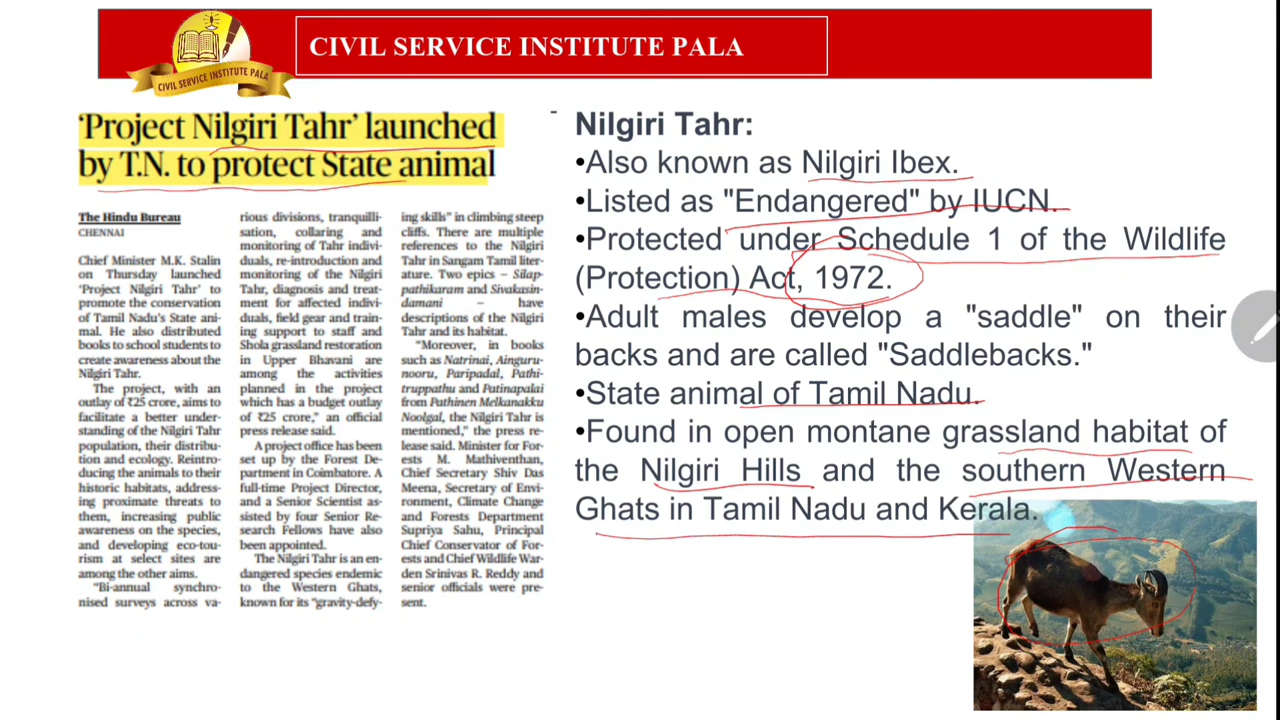 CIVIL SERVICE INSTITUTE PALA
CIVIL SERVICE INSTITUTE PALA
‘Project Nilgiri Tahr’ launched
by T.N. to protect State animal
The Hindu Bureau
CHENNAI
Chief Minister M.K. Stalin
on Thursday launched
‘Project Nilgiri Tahr’ to
promote the conservation
of Tamil Nadu's State ani-
mal. He also distributed
books to school students to
create awareness about the
Nilgiri Tahr.
The project, with an
outlay of ₹25 crore, aims to
facilitate a better under-
standing of the Nilgiri Tahr
population, their distribu-
tion and ecology. Reintro-
ducing the animals to their
historic habitats, address-
ing proximate threats to
them, increasing public
awareness on the species,
and developing eco-tou-
rism at select sites are
among the other aims.
“Bi-annual synchro-
nised surveys across va-
rious divisions, tranquilli-
sation, collaring and
monitoring of Tahr indivi-
duals, re-introduction and
monitoring of the Nilgiri
Tahr, diagnosis and treat-
ment for affected indivi-
duals, field gear and train-
ing support to staff and
Shola grassland restoration
in Upper Bhavani are
among the activities
planned in the project
which has a budget outlay
of ₹25 crore,” an official
press release said.
A project office has been
set up by the Forest De-
partment in Coimbatore. A
full-time Project Director,
and a Senior Scientist as-
sisted by four Senior Re-
search Fellows have also
been appointed.
The Nilgiri Tahr is an en-
dangered species endemic
to the Western Ghats,
known for its “gravity-defy-
ing skills” in climbing steep
cliffs. There are multiple
references to the Nilgiri
Tahr in Sangam Tamil liter-
ature. Two epics – Silap-
pathikaram and Sivakasin-
damani – have
descriptions of the Nilgiri
Tahr and its habitat.
“Moreover, in books
such as Natrinai, Ainguru-
nooru, Paripadal, Pathi-
truppathu and Patinapalai
from Pathinen Melkanakku
Noolgal, the Nilgiri Tahr is
mentioned,” the press re-
lease said. Minister for For-
ests M. Mathiventhan,
Chief Secretary Shiv Das
Meena, Secretary of Envi-
ronment, Climate Change
and Forests Department
Supriya Sahu, Principal
Chief Conservator of For-
ests and Chief Wildlife War-
den Srinivas R. Reddy and
senior officials were pre-
sent.
Nilgiri Tahr:
•Also known as Nilgiri Ibex.
•Listed as "Endangered" by IUCN.
•Protected under Schedule 1 of the Wildlife
(Protection) Act, 1972.
•Adult males develop a "saddle" on their
backs and are called "Saddlebacks."
•State animal of Tamil Nadu.
•Found in open montane grassland habitat of
the Nilgiri Hills and the southern Western
Ghats in Tamil Nadu and Kerala.